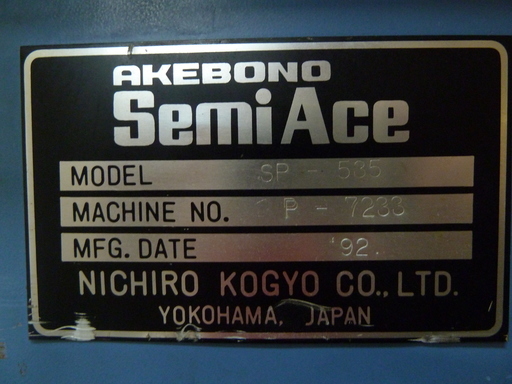 AKEBONO
SemiAce
MODEL SP - 535
MACHINE NO. P - 7233
MFG. DATE '92.
NICHIRO KOGYO CO., LTD.
YOKOHAMA, JAPAN